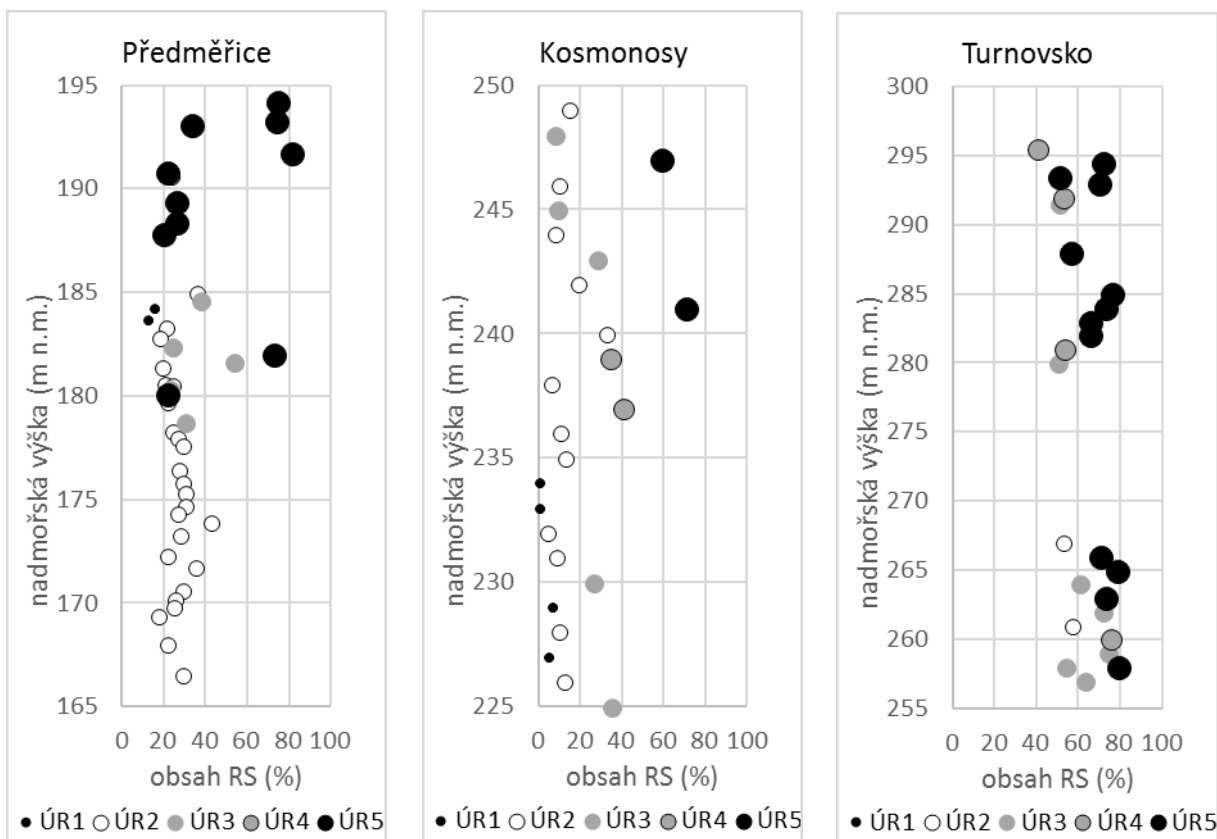 Předměřice
nadmořská výška (m n.m.)
195
190
185
180
175
170
165
0 20 40 60 80 100
obsah RS (%)
ÚR1 ÚR2 ÚR3 ÚR4 ÚR5
Kosmonosy
nadmořská výška (m n.m.)
250
245
240
235
230
225
0 20 40 60 80 100
obsah RS (%)
ÚR1 ÚR2 ÚR3 ÚR4 ÚR5
Turnovsko
nadmořská výška (m n.m.)
300
295
290
285
280
275
270
265
260
255
0 20 40 60 80 100
obsah RS (%)
ÚR1 ÚR2 ÚR3 ÚR4 ÚR5